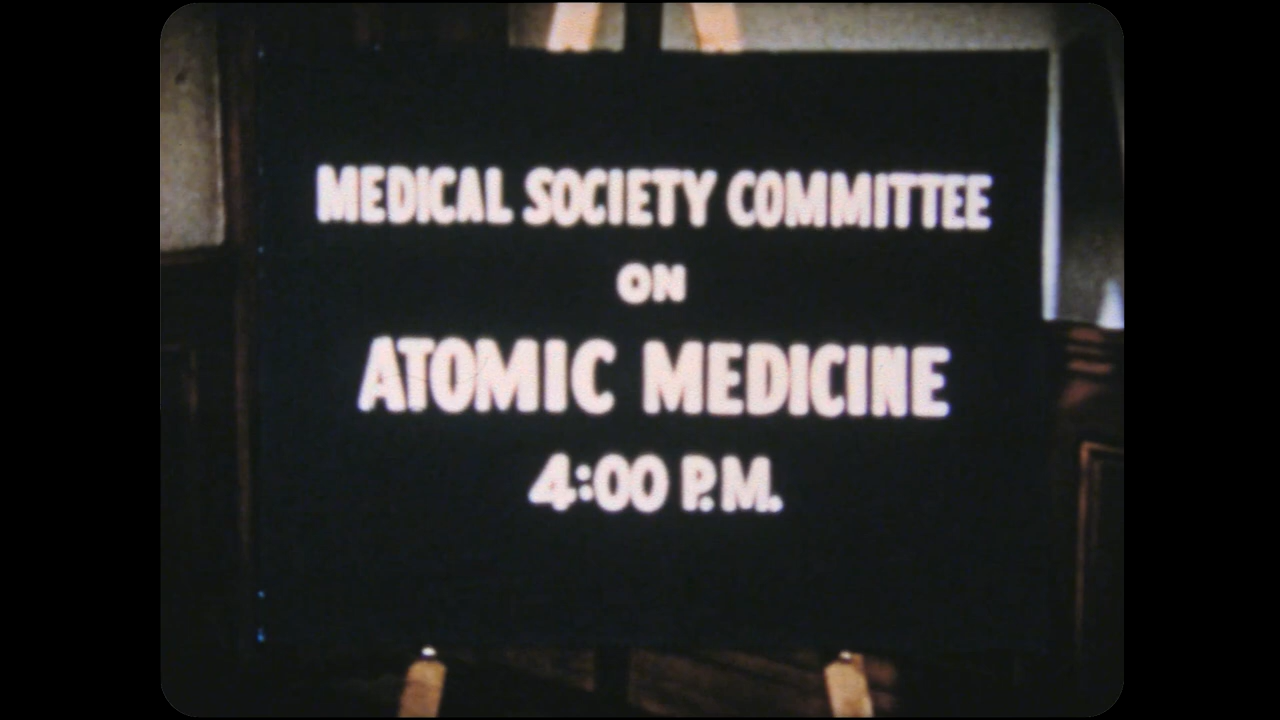 MEDICAL SOCIETY COMMITTEE
ON
ATOMIC MEDICINE
4:00 P.M.